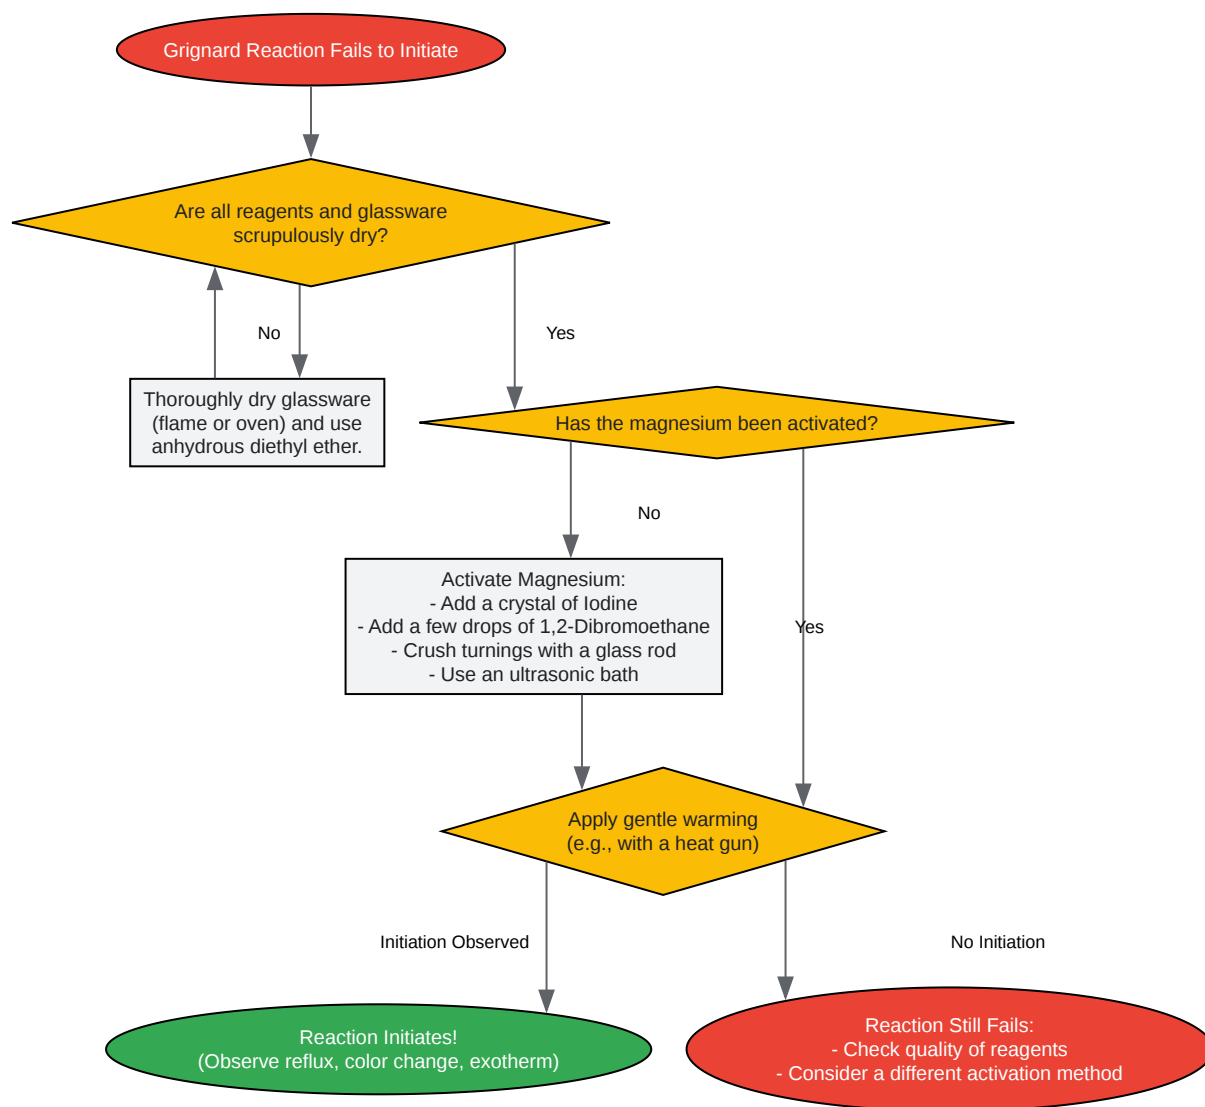 Grignard Reaction Fails to Initiate
Are all reagents and glassware
scrupulously dry?
No
Yes
Thoroughly dry glassware
(flame or oven) and use
anhydrous diethyl ether.
Has the magnesium been activated?
No
Activate Magnesium:
- Add a crystal of Iodine
- Add a few drops of 1,2-Dibromoethane
- Crush turnings with a glass rod
- Use an ultrasonic bath
Yes
Apply gentle warming
(e.g., with a heat gun)
Initiation Observed
No Initiation
Reaction Initiates!
(Observe reflux, color change, exotherm)
Reaction Still Fails:
- Check quality of reagents
- Consider a different activation method